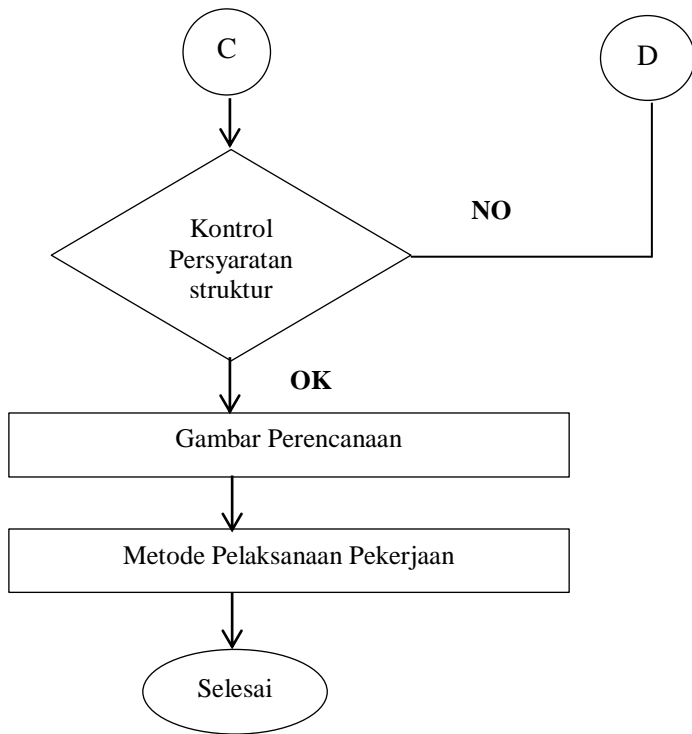 C
D
Kontrol
Persyaratan
struktur
NO
OK
Gambar Perencanaan
Metode Pelaksanaan Pekerjaan
Selesai